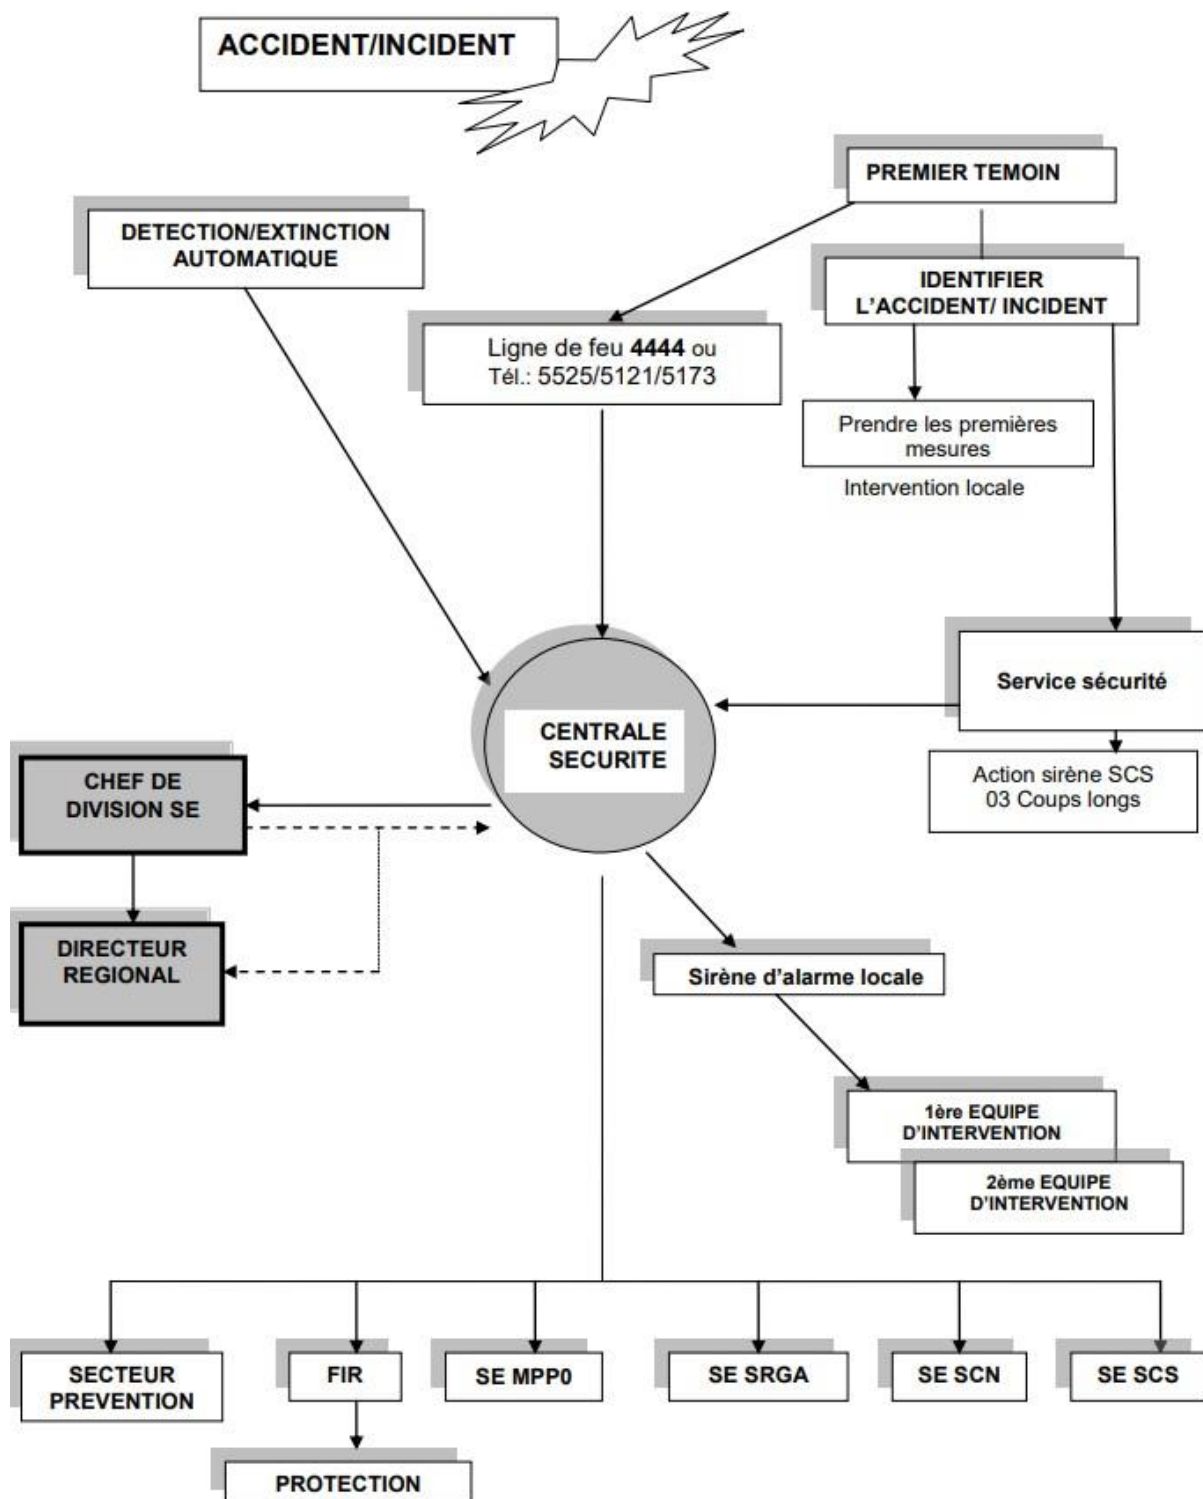 ACCIDENT/INCIDENT
PREMIER TEMOIN
DETECTION/EXTINCTION
AUTOMATIQUE
IDENTIFIER
L'ACCIDENT/ INCIDENT
Ligne de feu 4444 ou
Tél.: 5525/5121/5173
Prendre les premières
mesures
Intervention locale
Service sécurité
CENTRALE
SECURITE
Action sirène SCS
03 Coups longs
CHEF DE
DIVISION SE
DIRECTEUR
REGIONAL
Sirène d'alarme locale
1ère EQUIPE
D'INTERVENTION
2ème EQUIPE
D'INTERVENTION
SECTEUR
PREVENTION
FIR
SE MPP0
SE SRGA
SE SCN
SE SCS
PROTECTION